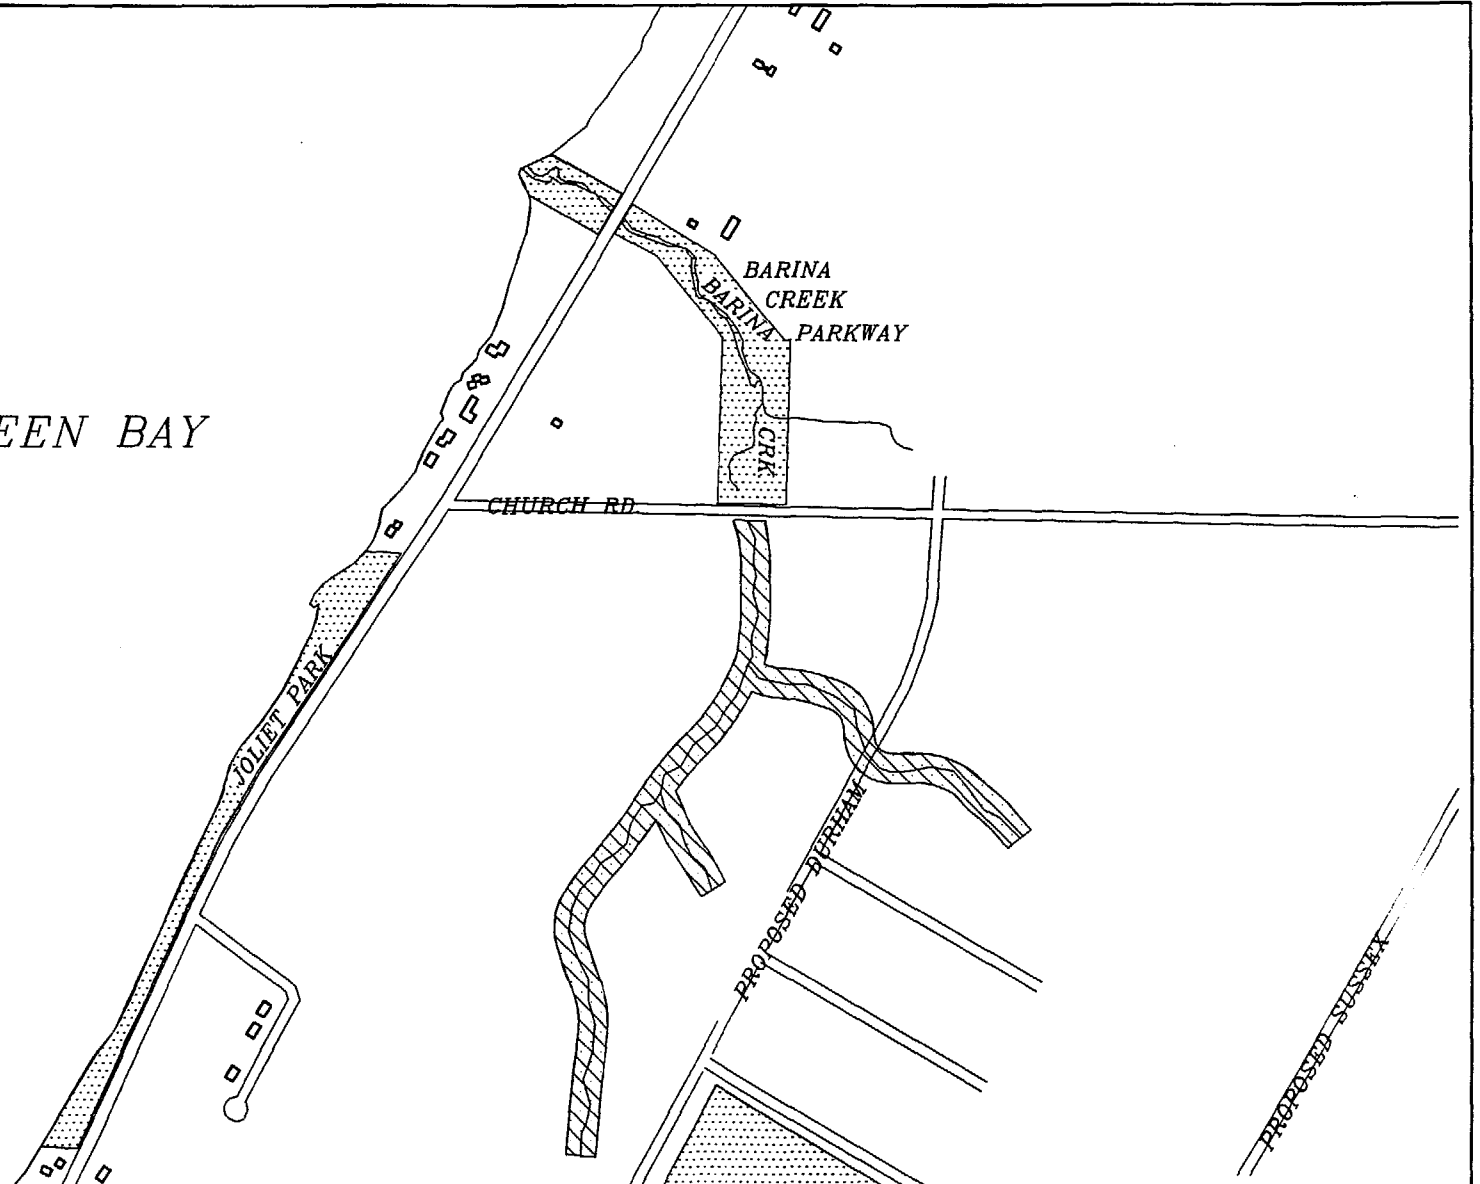 BARINA
CREEK
PARKWAY
BARINA
CRK
EEN BAY
CHURCH RD
JOLIET PARK
PROPOSED DURHAM
PROPOSED SUSSEX